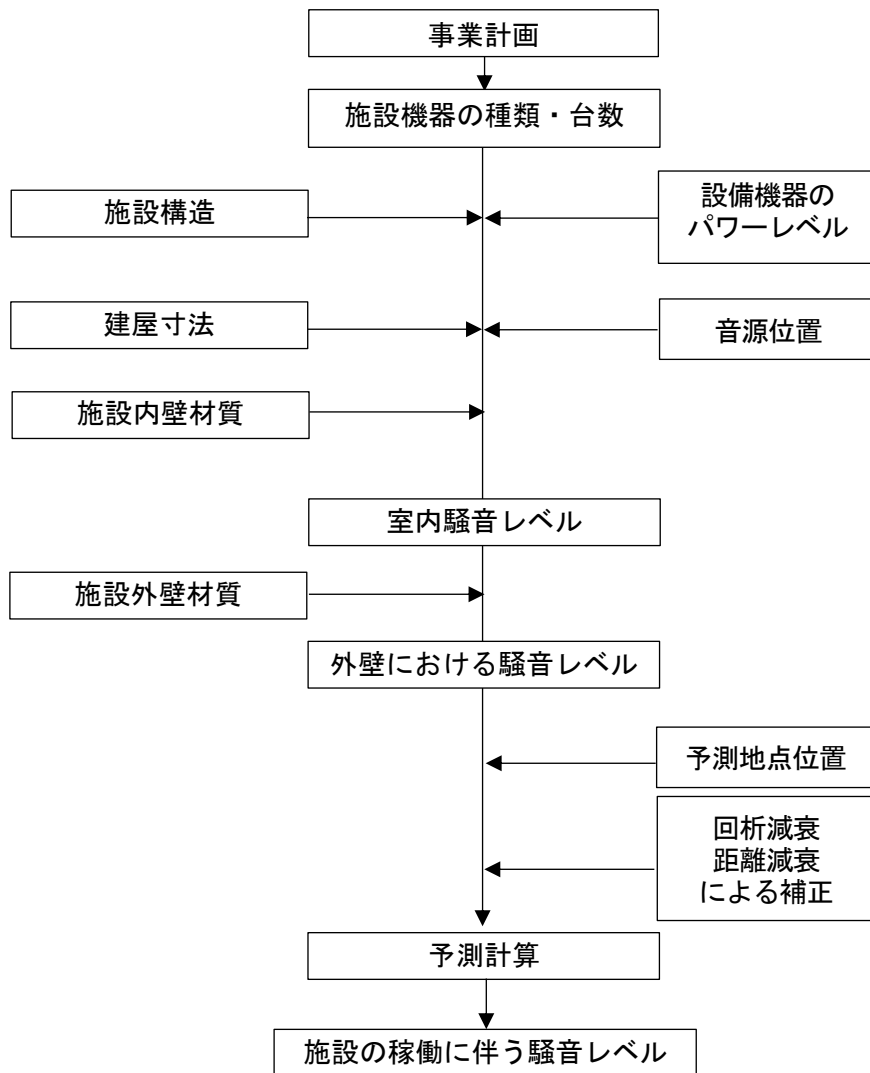 事業計画
施設機器の種類・台数
施設構造
設備機器の
パワーレベル
建屋寸法
音源位置
施設内壁材質
室内騒音レベル
施設外壁材質
外壁における騒音レベル
予測地点位置
回析減衰
距離減衰
による補正
予測計算
施設の稼働に伴う騒音レベル